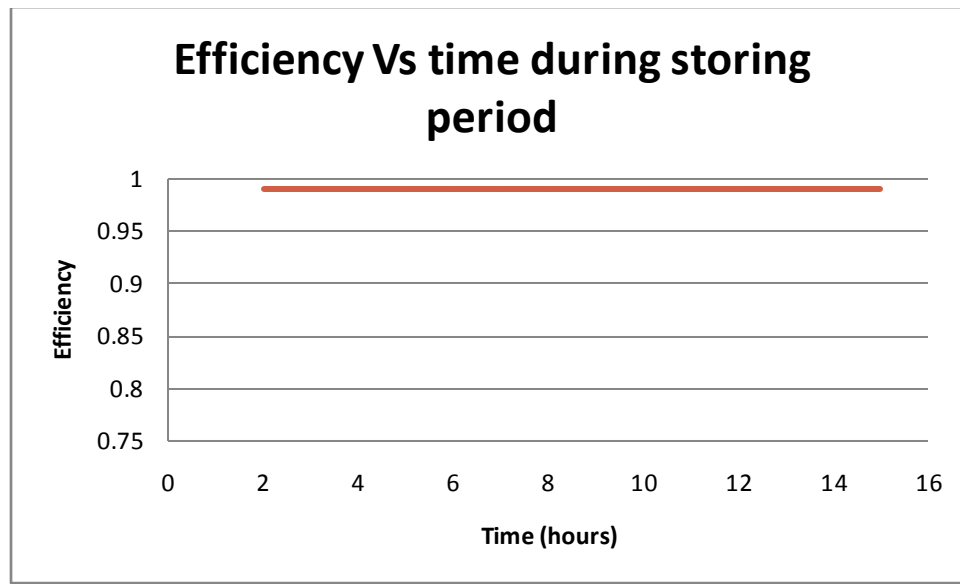 Efficiency Vs time during storing
period
1
0.95
0.9
0.85
0.8
0.75
Efficiency
0 2 4 6 8 10 12 14 16
Time (hours)